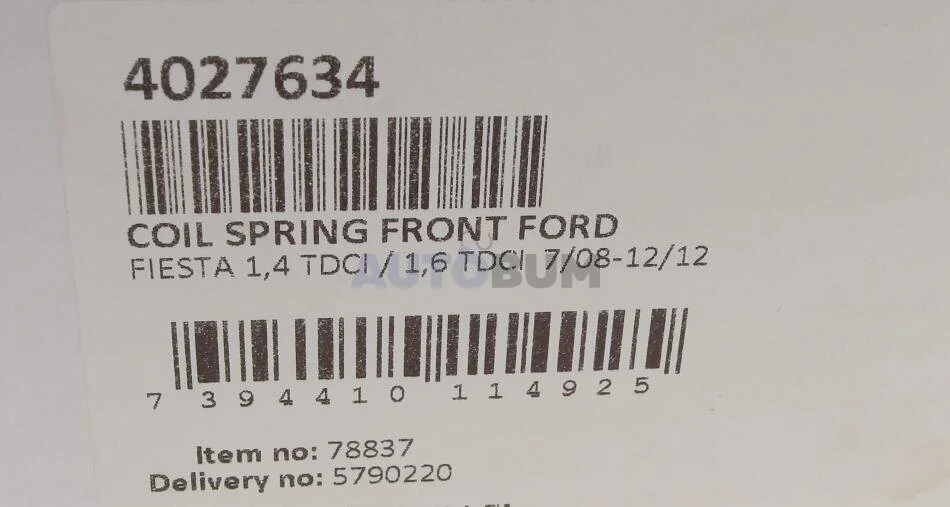 4027634
COIL SPRING FRONT FORD
FIESTA 1,4 TDCI / 1,6 TDCI 7/08-12/12
AUTOBUM
7 394410 114925
Item no: 78837
Delivery no: 5790220